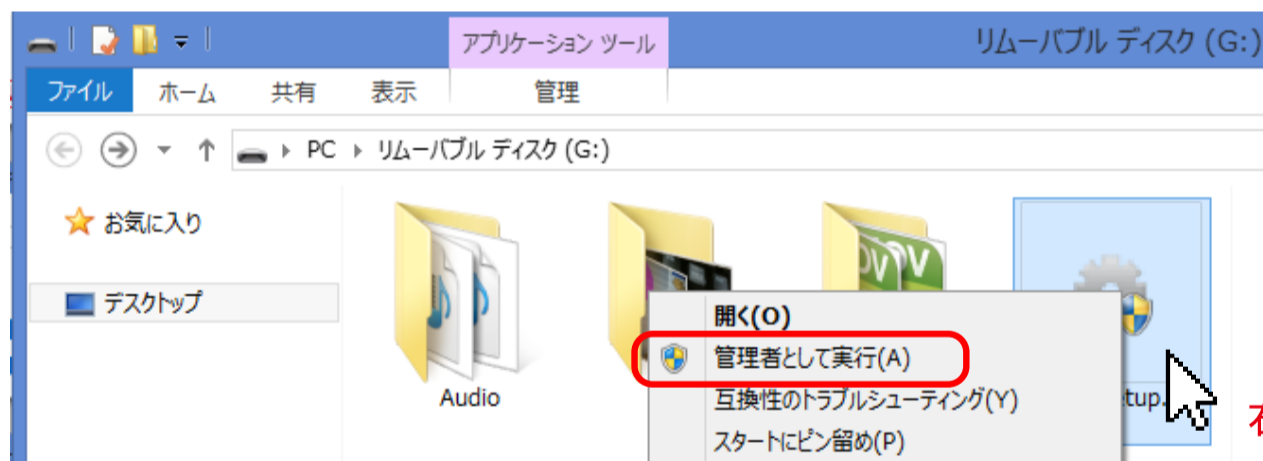 アプリケーション ツール
リムーバブル ディスク (G:)
ファイル ホーム 共有 表示 管理
PC リムーバブル ディスク (G:)
お気に入り
デスクトップ
開く(O)
管理者として実行(A)
互換性のトラブルシューティング(Y)
スタートにピン留め(P)
Audio
tup.